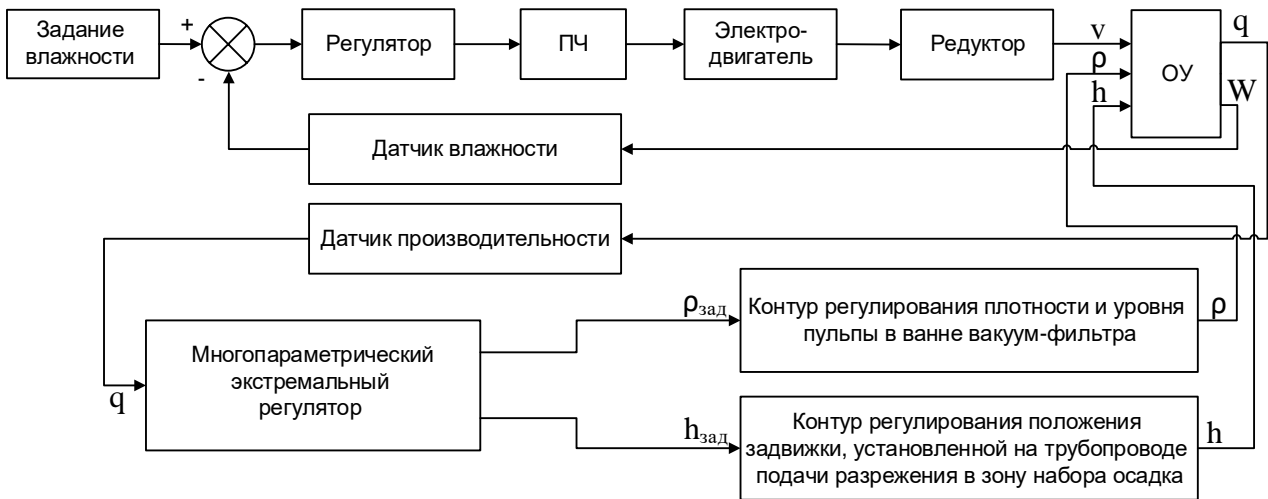 Задание
влажности
+
-
Регулятор
ПЧ
Электро-
двигатель
Редуктор
v
ρ
h
ОУ
q
W
Датчик влажности
Датчик производительности
q
Многопараметрический
экстремальный
регулятор
ρзад
Контур регулирования плотности и уровня
пульпы в ванне вакуум-фильтра
ρ
hзад
Контур регулирования положения
задвижки, установленной на трубопроводе
подачи разрежения в зону набора осадка
h